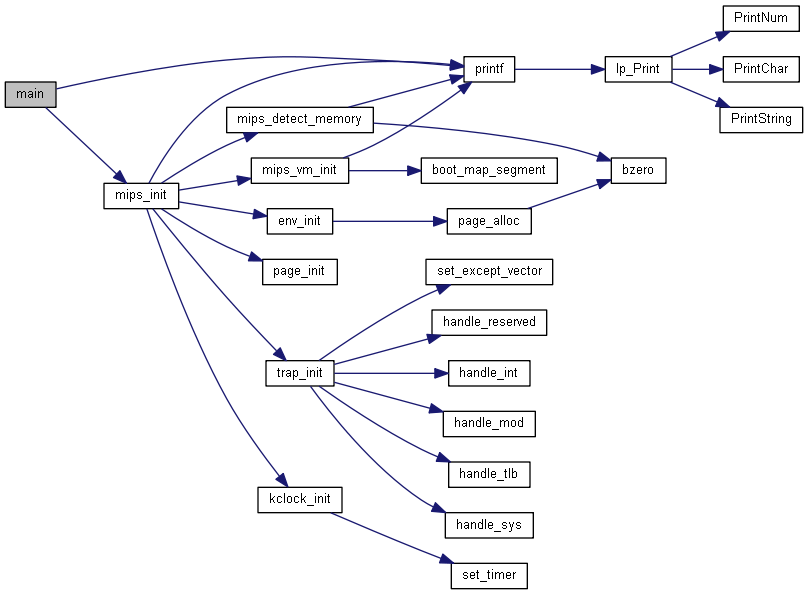 main
mips_init
printf
mips_detect_memory
mips_vm_init
env_init
page_init
trap_init
kclock_init
lp_Print
boot_map_segment
bzero
page_alloc
set_except_vector
handle_reserved
handle_int
handle_mod
handle_tlb
handle_sys
set_timer
PrintNum
PrintChar
PrintString